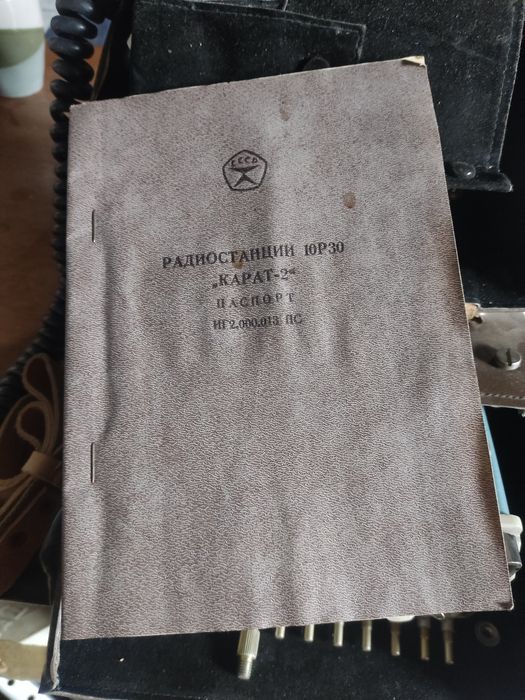 СССР
РАДИОСТАНЦИИ 10Р30
„КАРАТ-2“
ПАСПОРТ
ИГ2.000.013 ПС